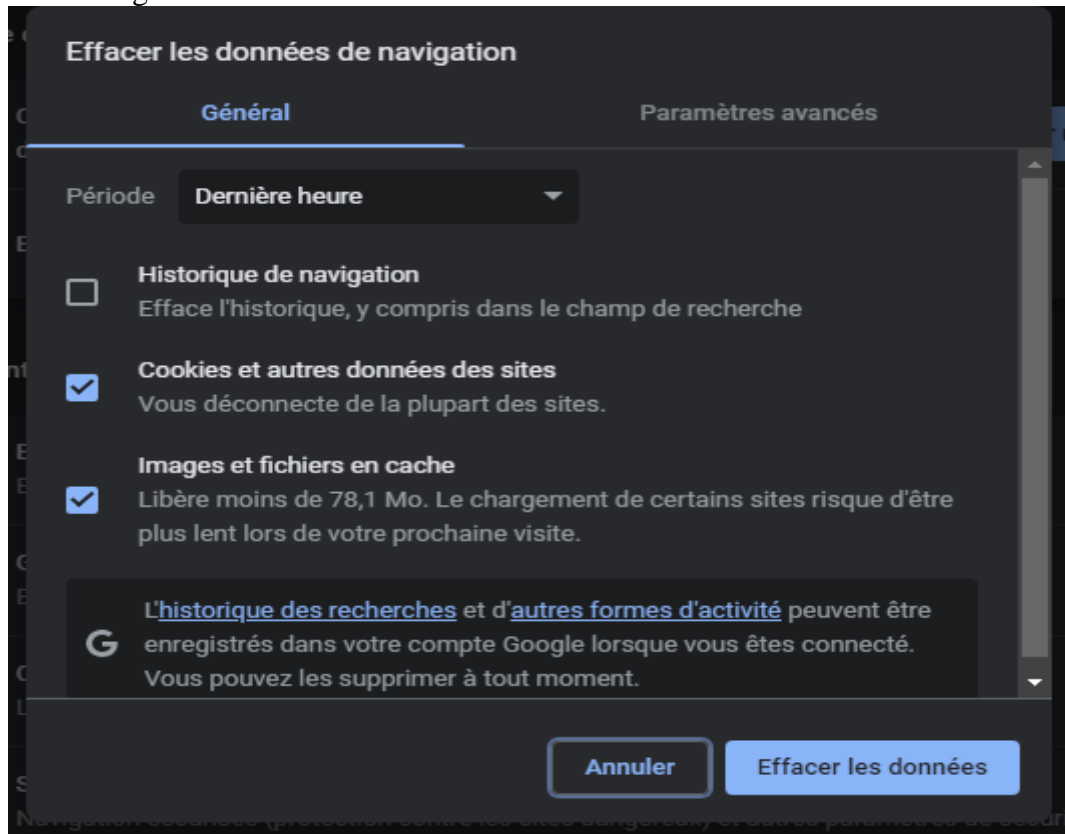 Effacer les données de navigation
Général
Paramètres avancés
Période
Dernière heure
Historique de navigation
Efface l'historique, y compris dans le champ de recherche
Cookies et autres données des sites
Vous déconnecte de la plupart des sites.
Images et fichiers en cache
Libère moins de 78,1 Mo. Le chargement de certains sites risque d'être
plus lent lors de votre prochaine visite.
L'historique des recherches et d'autres formes d'activité peuvent être
G enregistrés dans votre compte Google lorsque vous êtes connecté.
Vous pouvez les supprimer à tout moment.
Annuler
Effacer les données